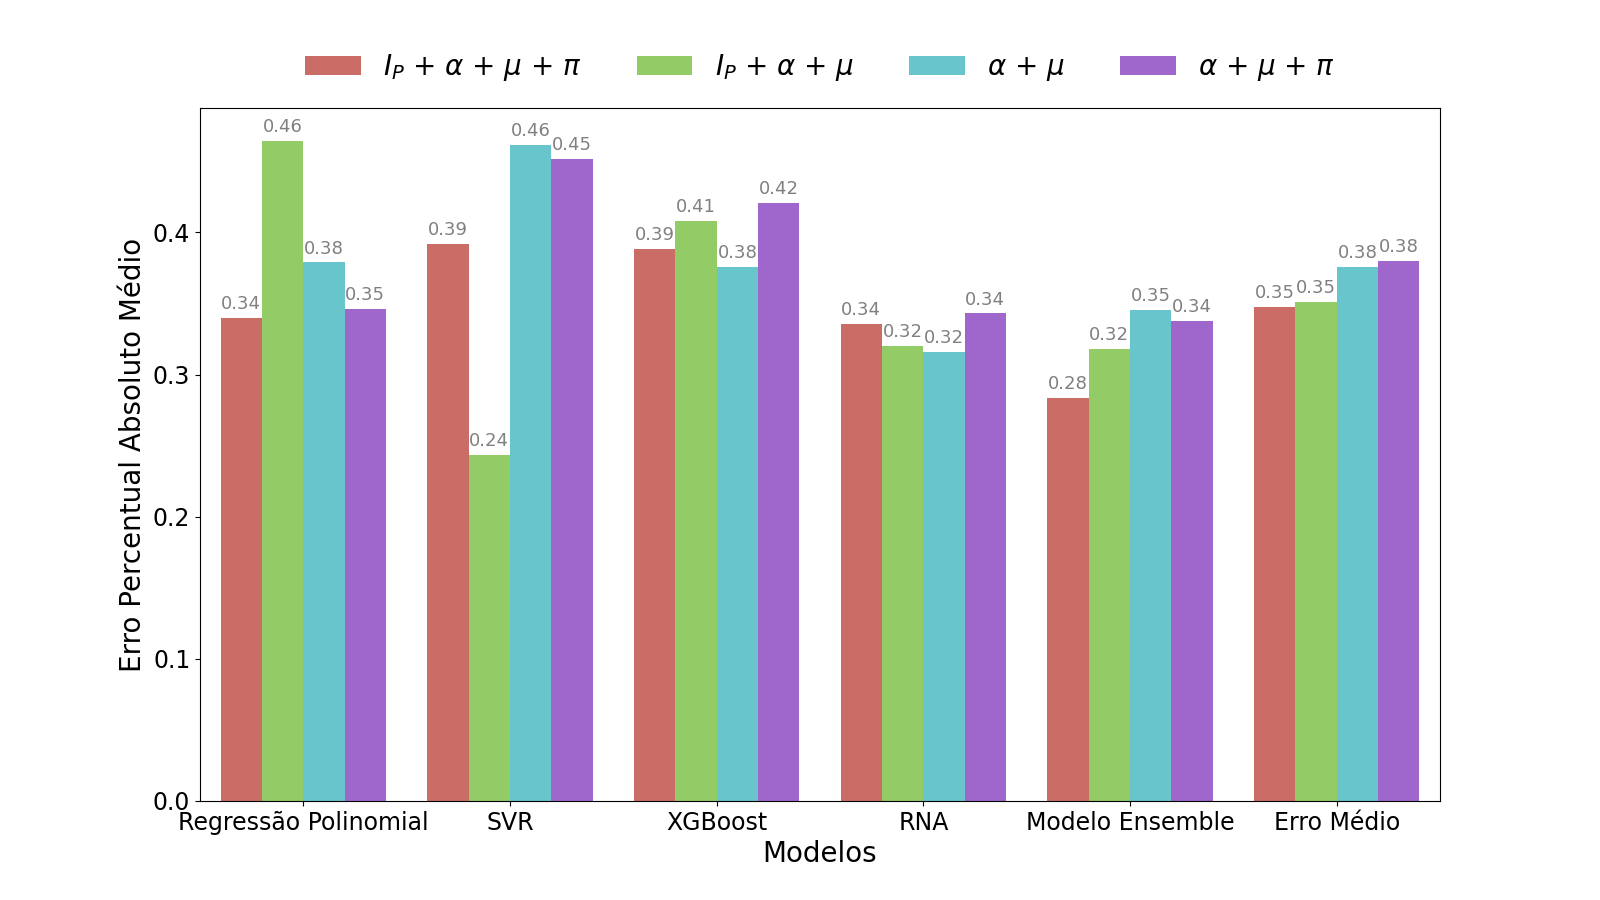 I_P + α + μ + π   I_P + α + μ   α + μ   α + μ + π
Erro Percentual Absoluto Médio
0.4
0.3
0.2
0.1
0.0
0.34 0.46 0.38 0.35
0.39 0.24 0.46 0.45
0.39 0.41 0.38 0.42
0.34 0.32 0.32 0.34
0.28 0.32 0.35 0.34
0.35 0.35 0.38 0.38
Regressão Polinomial SVR XGBoost RNA Modelo Ensemble Erro Médio
Modelos